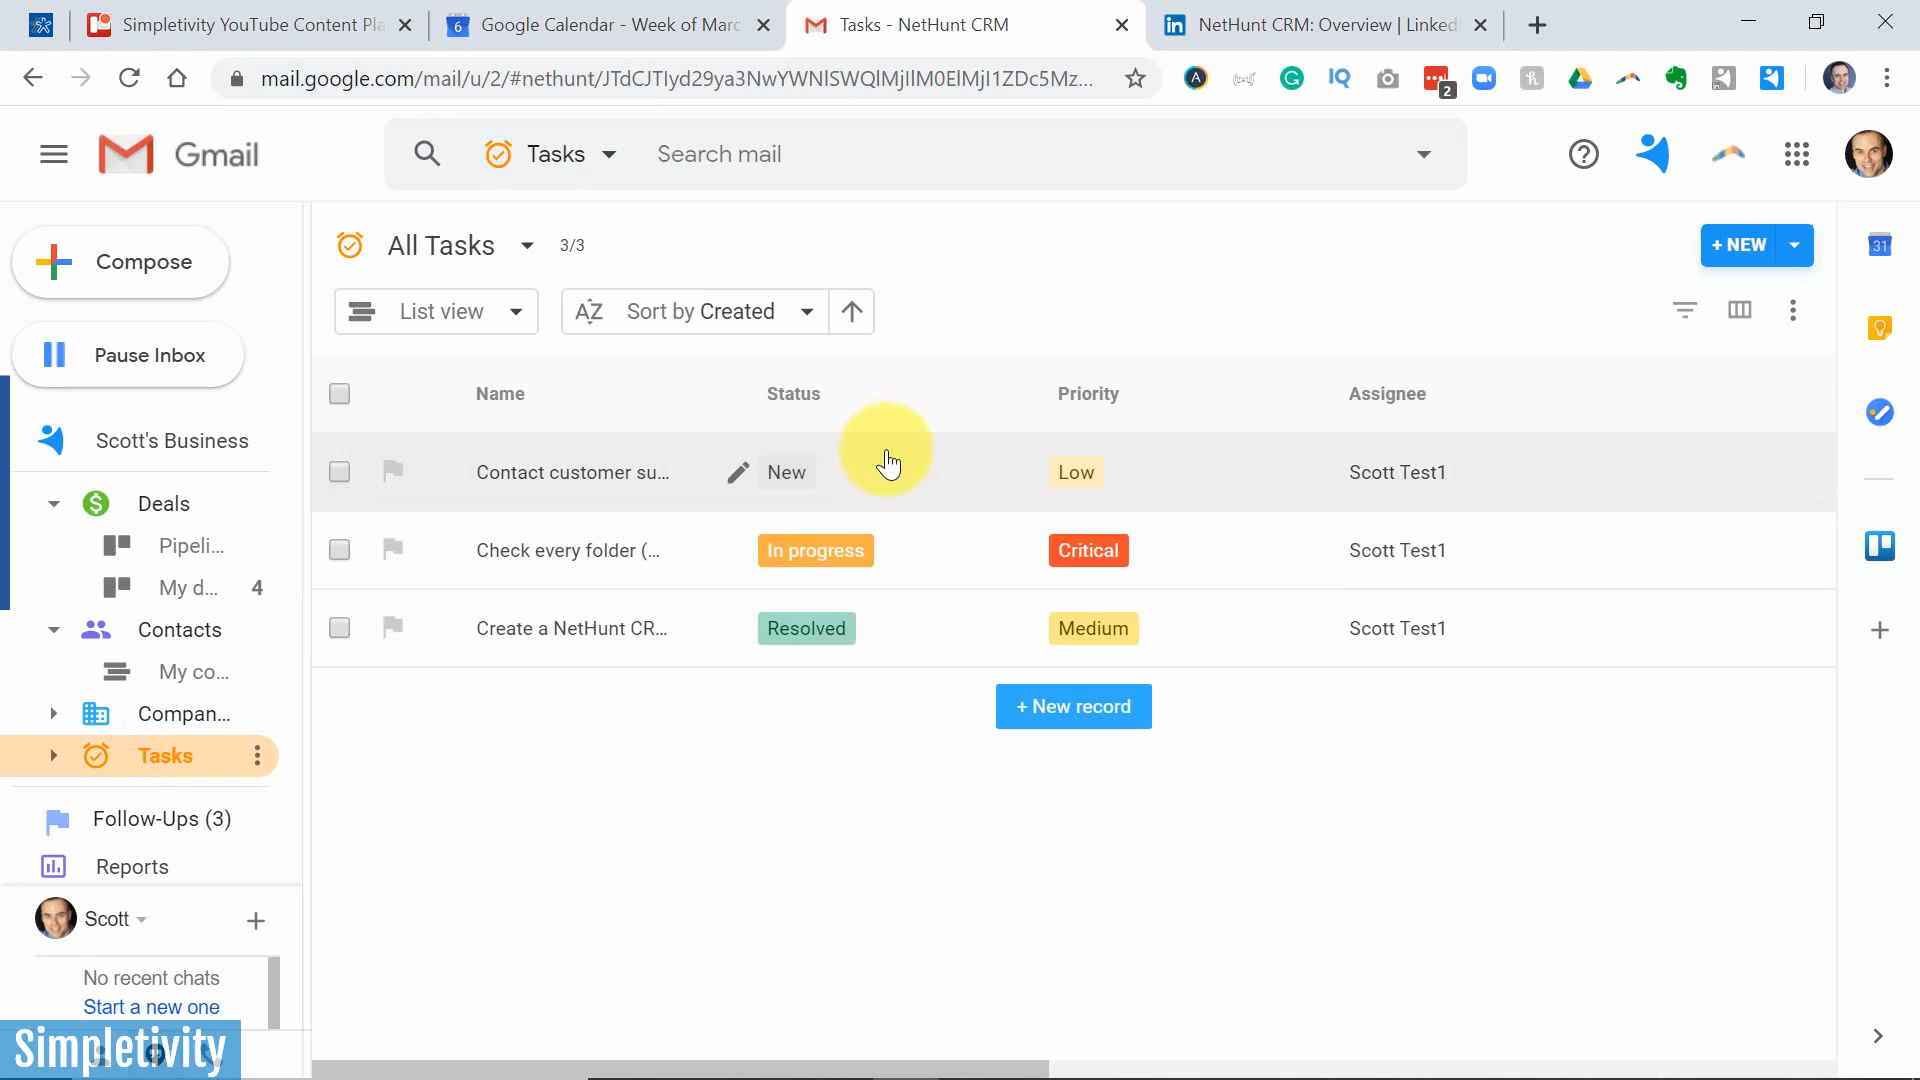 Simpletivity YouTube Content Pla
Google Calendar - Week of Marc
Tasks - NetHunt CRM
NetHunt CRM: Overview | Linked
mail.google.com/mail/u/2/#nethunt/JTdCJTIyd29ya3NwYWNlSWQlMjIlM0ElMjI1ZDc5Mz...
2
Gmail
Tasks
Search mail
Compose
Pause Inbox
Scott's Business
Deals
Pipeli...
My d... 4
Contacts
My co...
Compan...
Tasks
Follow-Ups (3)
Reports
Scott
No recent chats
Start a new one
Simpletivity
All Tasks 3/3
+ NEW
List view
Sort by Created
Name Status Priority Assignee
Contact customer su... New Low Scott Test1
Check every folder (... In progress Critical Scott Test1
Create a NetHunt CR... Resolved Medium Scott Test1
+ New record
31